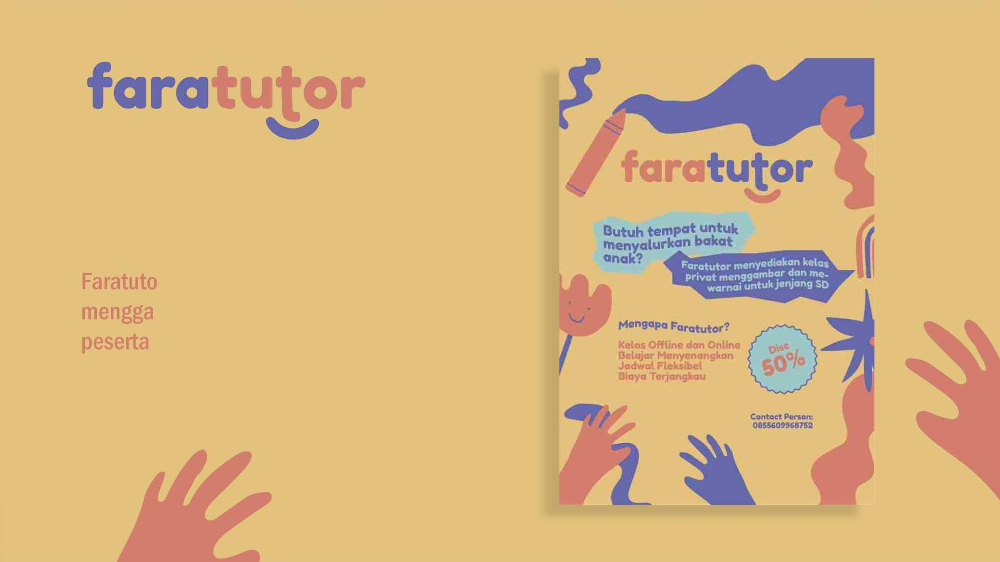 faratutor
Faratuto
mengga
peserta
faratutor
Butuh tempat untuk
menyalurkan bakat
anak?
Faratutor menyediakan kelas
privat menggambar dan me-
warnai untuk jenjang SD
Mengapa Faratutor?
Kelas Offline dan Online
Belajar Menyenangkan
Jadwal Fleksibel
Biaya Terjangkau
Disc
50%
Contact Person:
0855609968752